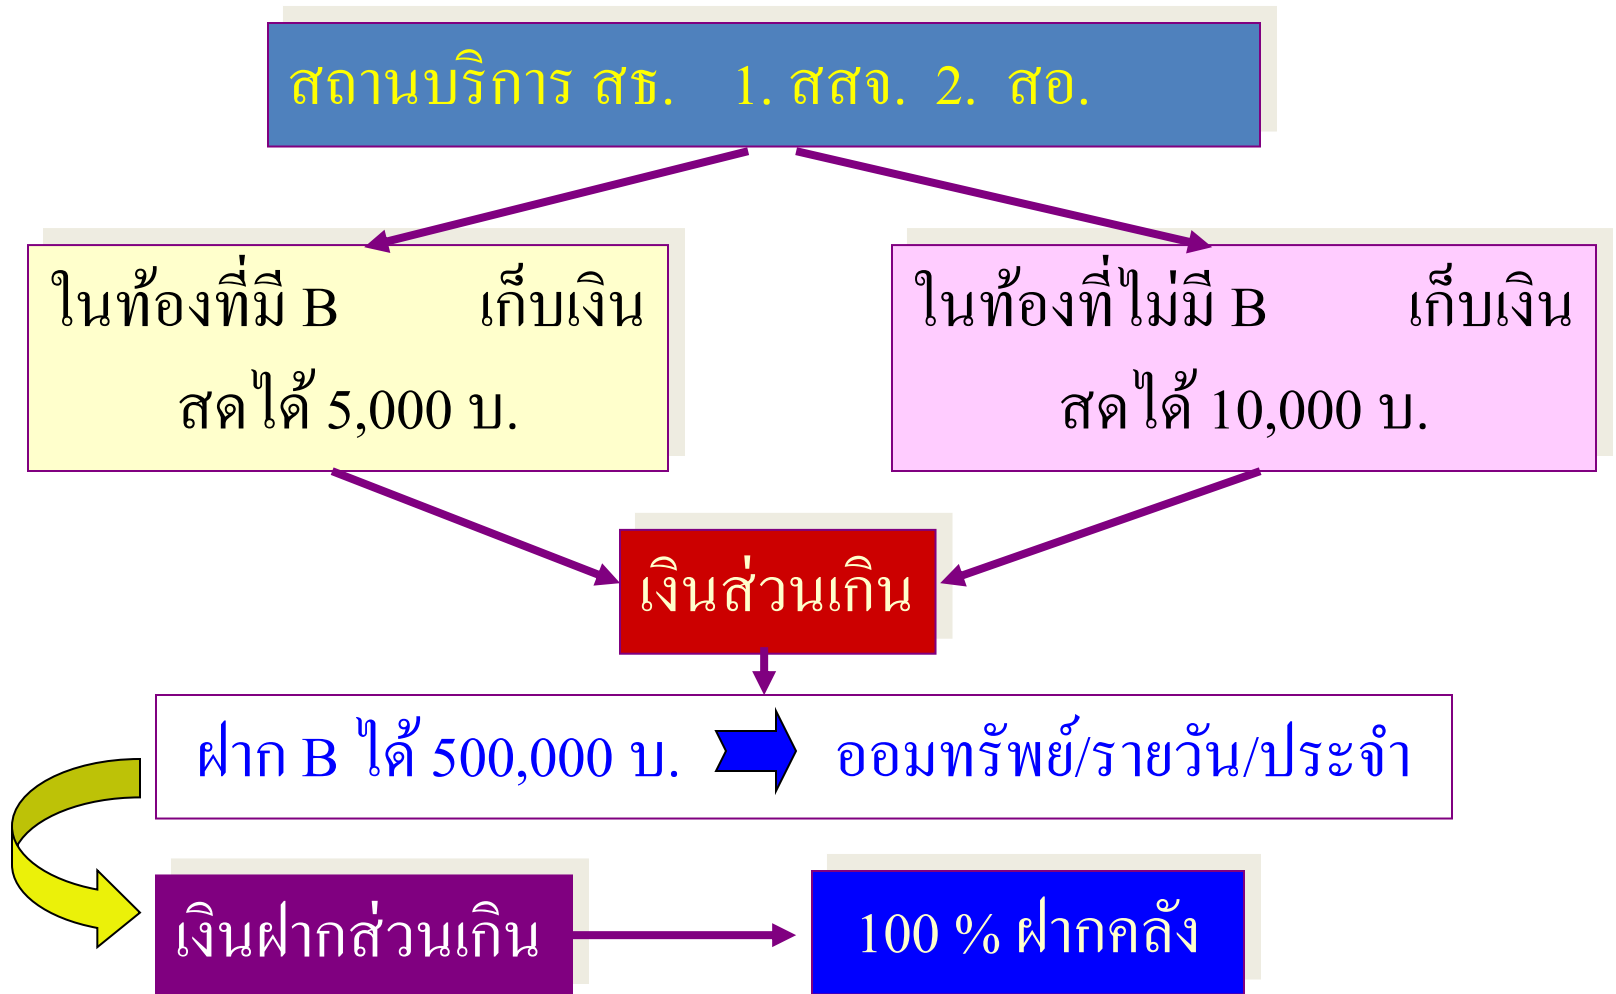 สถานบริการ สธ. 1. สสจ. 2. สอ.
ในท้องที่มี B เก็บเงิน
สดได้ 5,000 บ.
ในท้องที่ไม่มี B เก็บเงิน
สดได้ 10,000 บ.
เงินส่วนเกิน
ฝาก B ได้ 500,000 บ. ออมทรัพย์/รายวัน/ประจำ
เงินฝากส่วนเกิน
100 % ฝากคลัง